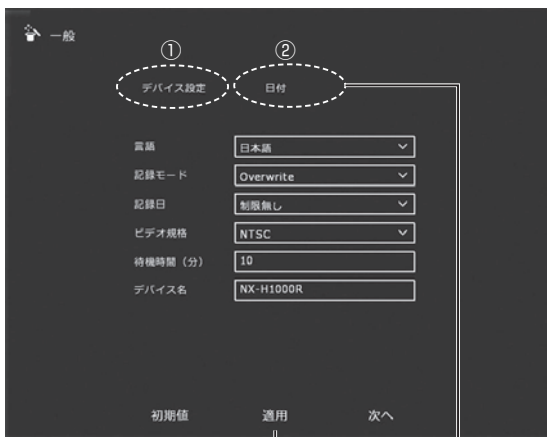 一般
① ②
デバイス設定 日付
言語 日本語
記録モード Overwrite
記録日 制限無し
ビデオ規格 NTSC
待機時間（分） 10
デバイス名 NX-H1000R
初期値 適用 次へ